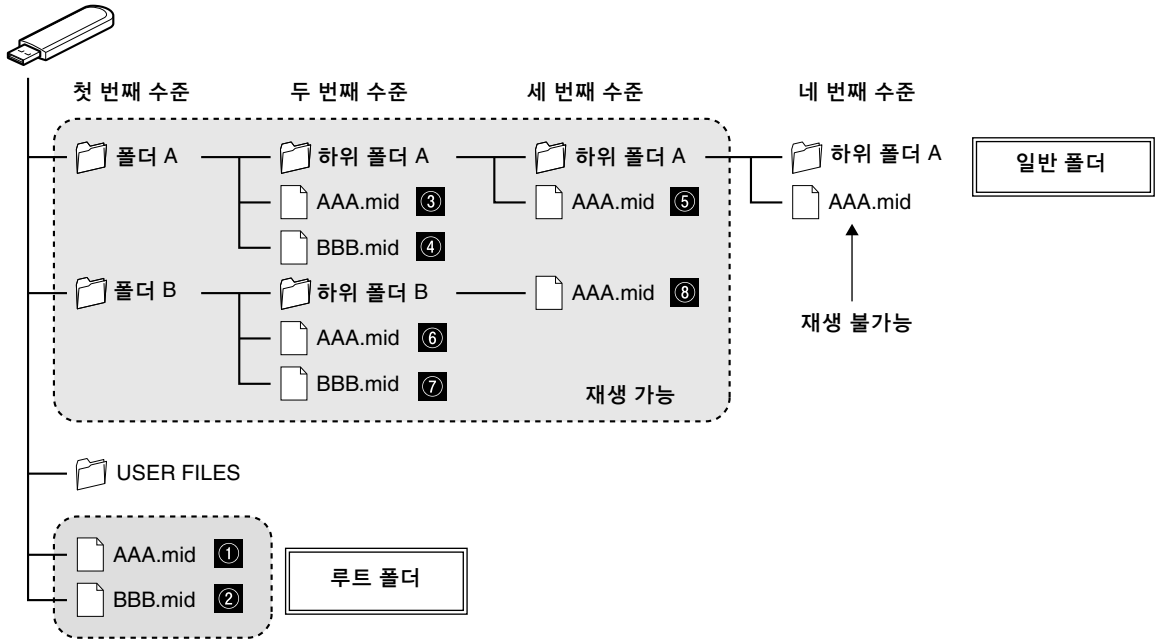 첫 번째 수준 두 번째 수준 세 번째 수준 네 번째 수준
폴더 A 하위 폴더 A 하위 폴더 A 하위 폴더 A 일반 폴더
AAA.mid ③ AAA.mid ⑤ AAA.mid
BBB.mid ④
폴더 B 하위 폴더 B AAA.mid ⑧
재생 불가능
AAA.mid ⑥
BBB.mid ⑦
재생 가능
USER FILES
AAA.mid ①
루트 폴더
BBB.mid ②